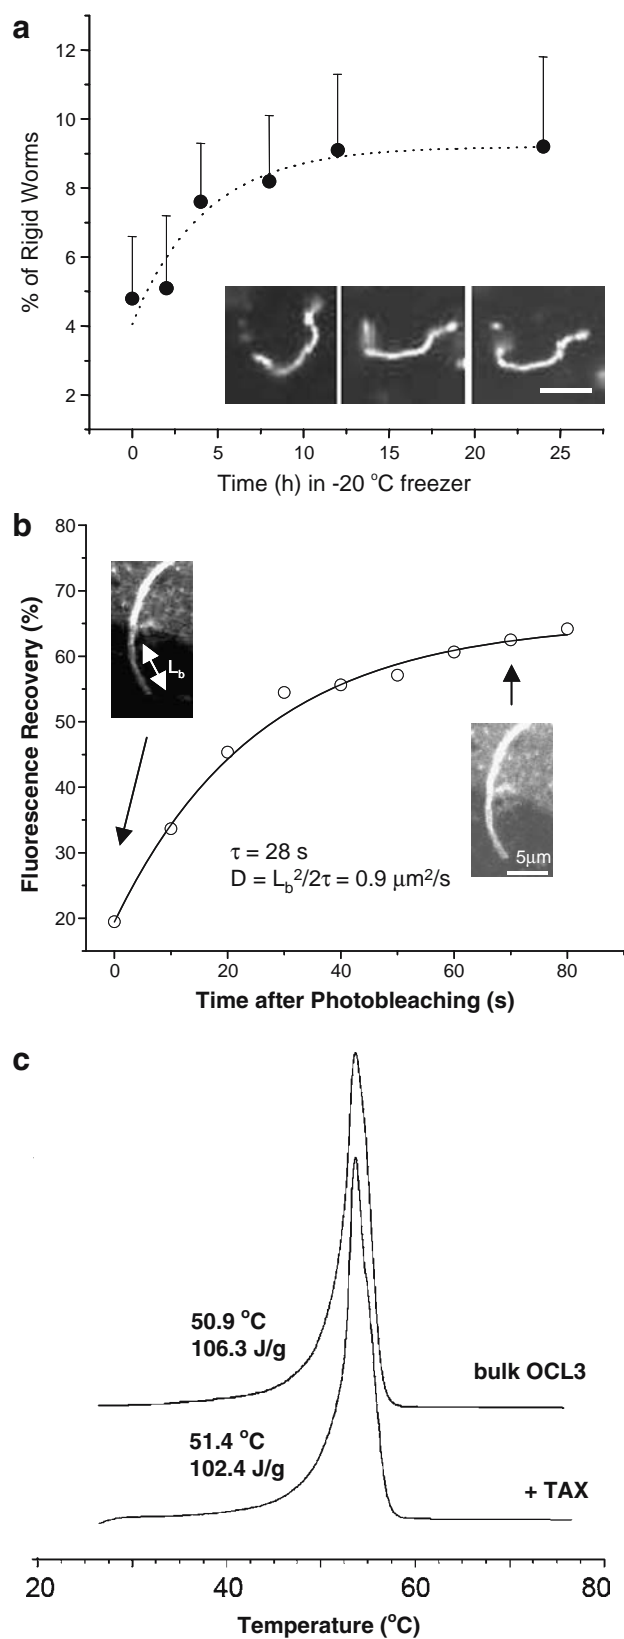 a
12
10
8
6
4
2
% of Rigid Worms
0
5
10
15
20
25
Time (h) in -20 °C freezer
b
80
70
60
50
40
30
20
Fluorescence Recovery (%)
L_b
τ = 28 s
D = L_b²/2τ = 0.9 μm²/s
5μm
0
20
40
60
80
Time after Photobleaching (s)
c
50.9 °C
106.3 J/g
bulk OCL3
51.4 °C
102.4 J/g
+ TAX
20
40
60
80
Temperature (°C)